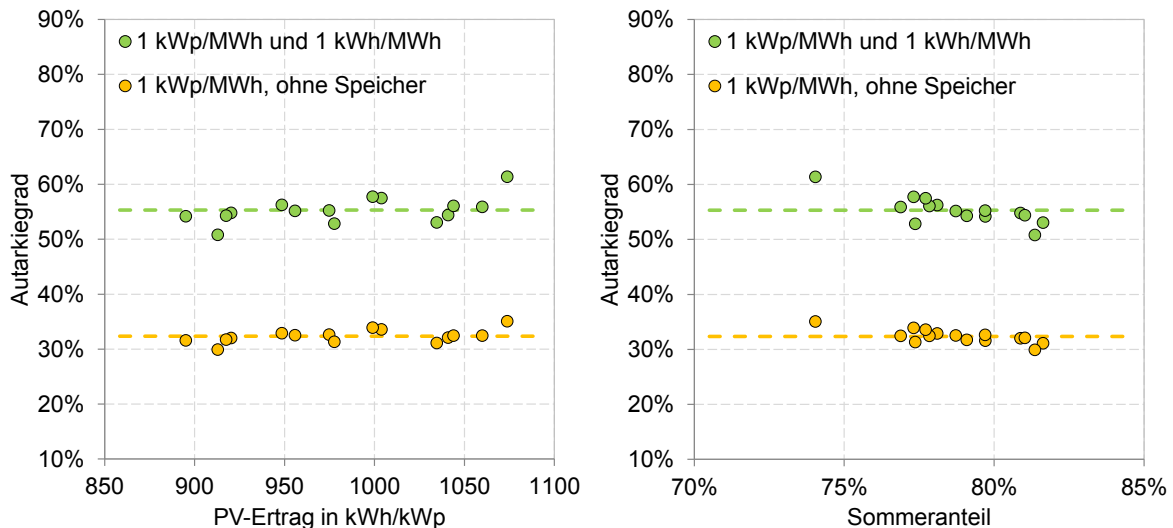 90%
80%
70%
60%
50%
40%
30%
20%
10%
Autarkiegrad
1 kWp/MWh und 1 kWh/MWh
1 kWp/MWh, ohne Speicher
850 900 950 1000 1050 1100
PV-Ertrag in kWh/kWp
90%
80%
70%
60%
50%
40%
30%
20%
10%
Autarkiegrad
1 kWp/MWh und 1 kWh/MWh
1 kWp/MWh, ohne Speicher
70% 75% 80% 85%
Sommeranteil